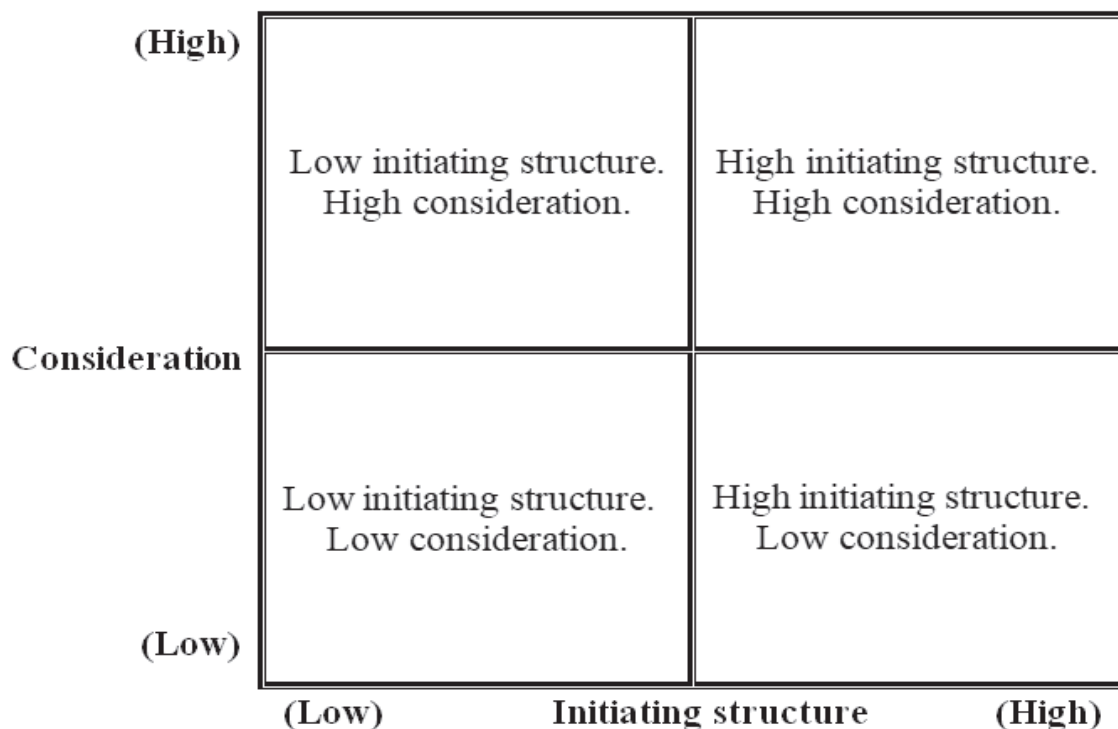 (High)
Low initiating structure.
High consideration.
High initiating structure.
High consideration.
Consideration
Low initiating structure.
Low consideration.
High initiating structure.
Low consideration.
(Low)
(Low) Initiating structure (High)